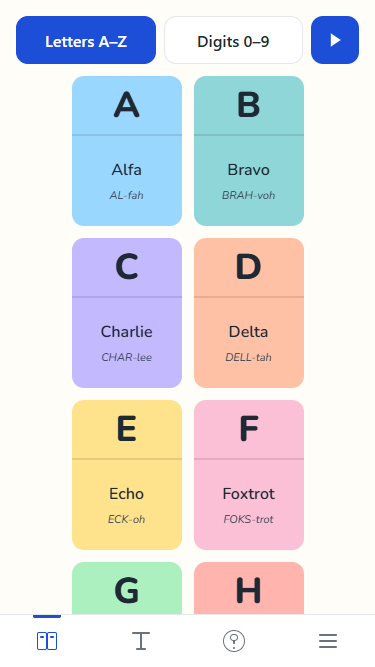 Letters A–Z
Digits 0–9
A
B
Alfa
Bravo
AL-fah
BRAH-voh
C
D
Charlie
Delta
CHAR-lee
DELL-tah
E
F
Echo
Foxtrot
ECK-oh
FOKS-trot
G
H